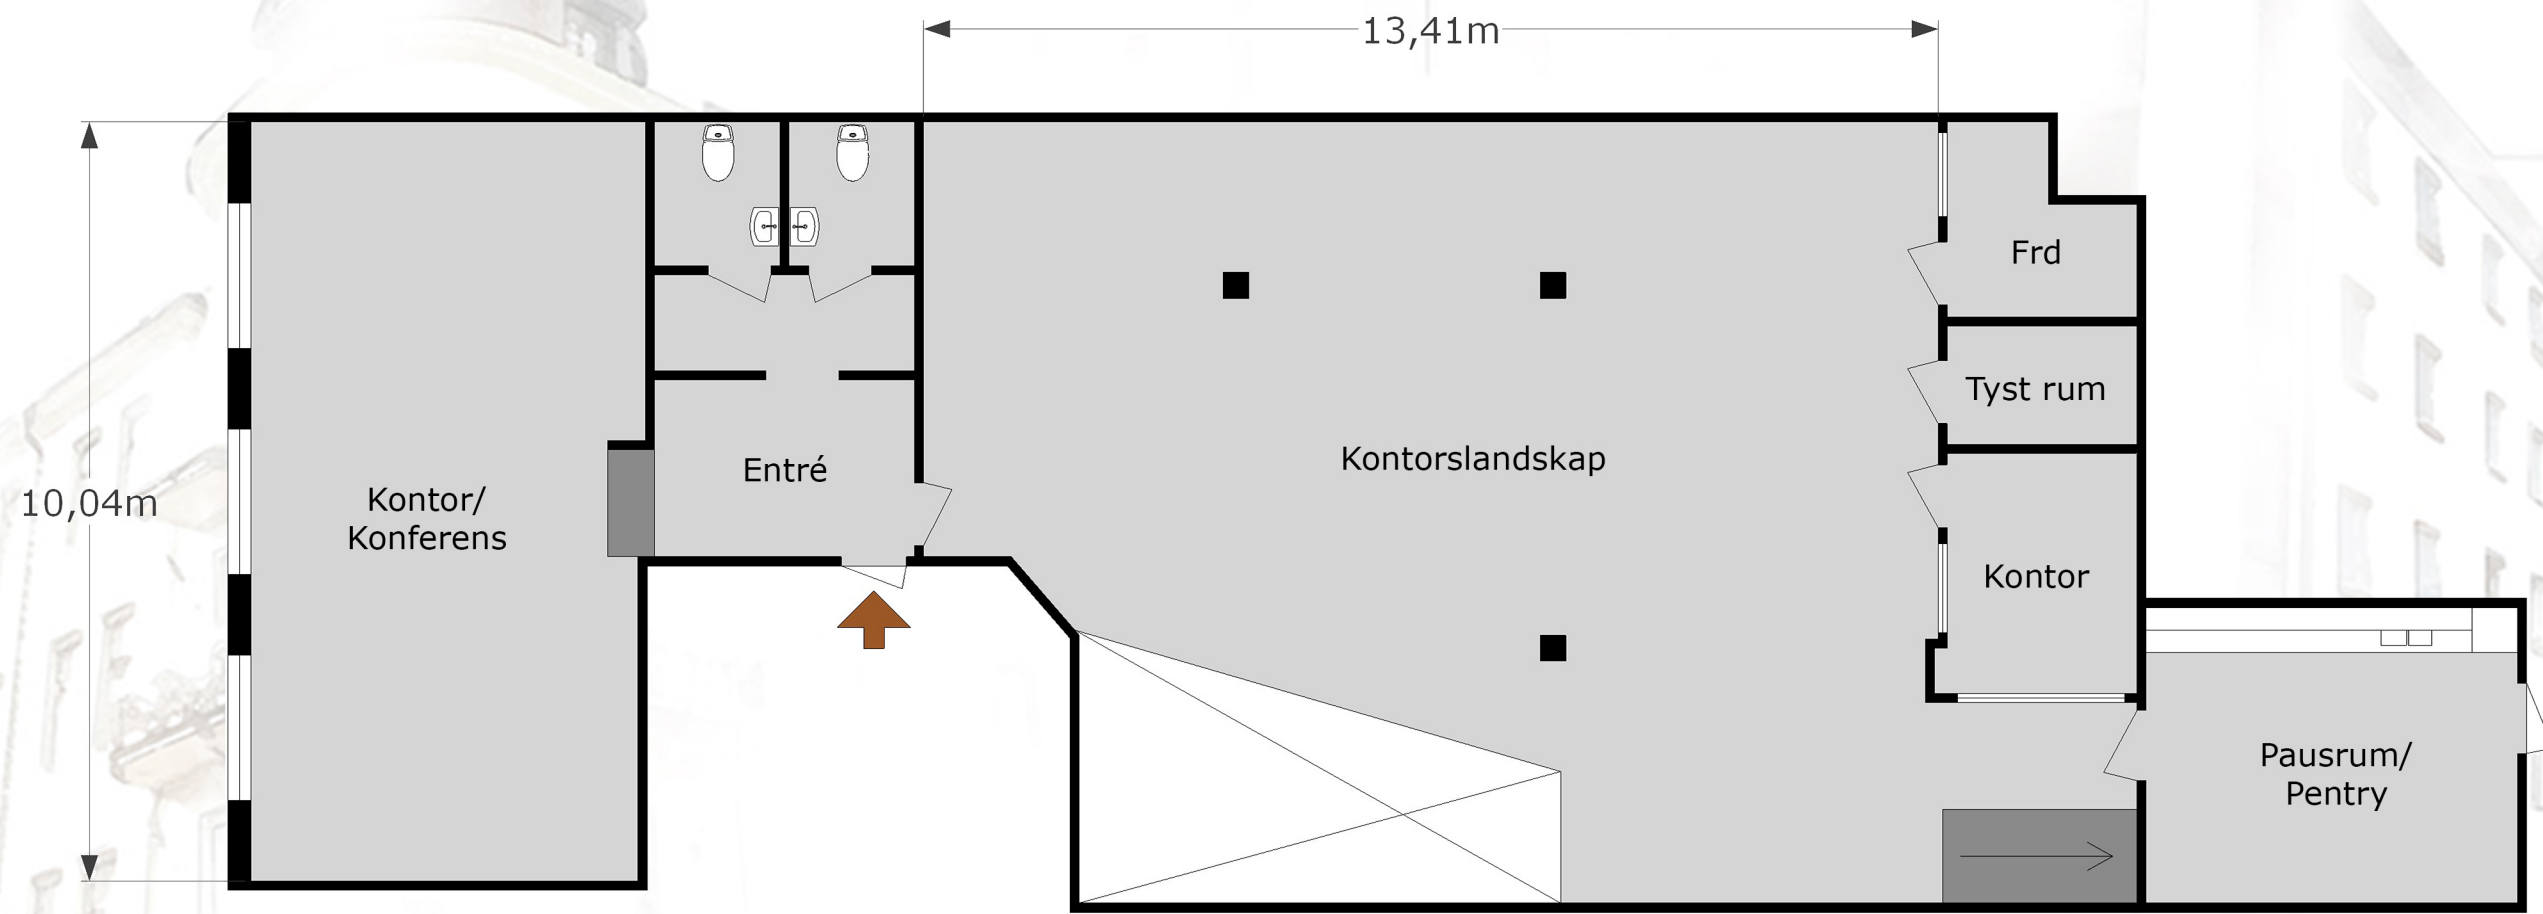 13,41m
10,04m
Kontor/
Konferens
Entré
Kontorslandskap
Frd
Tyst rum
Kontor
Pausrum/
Pentry